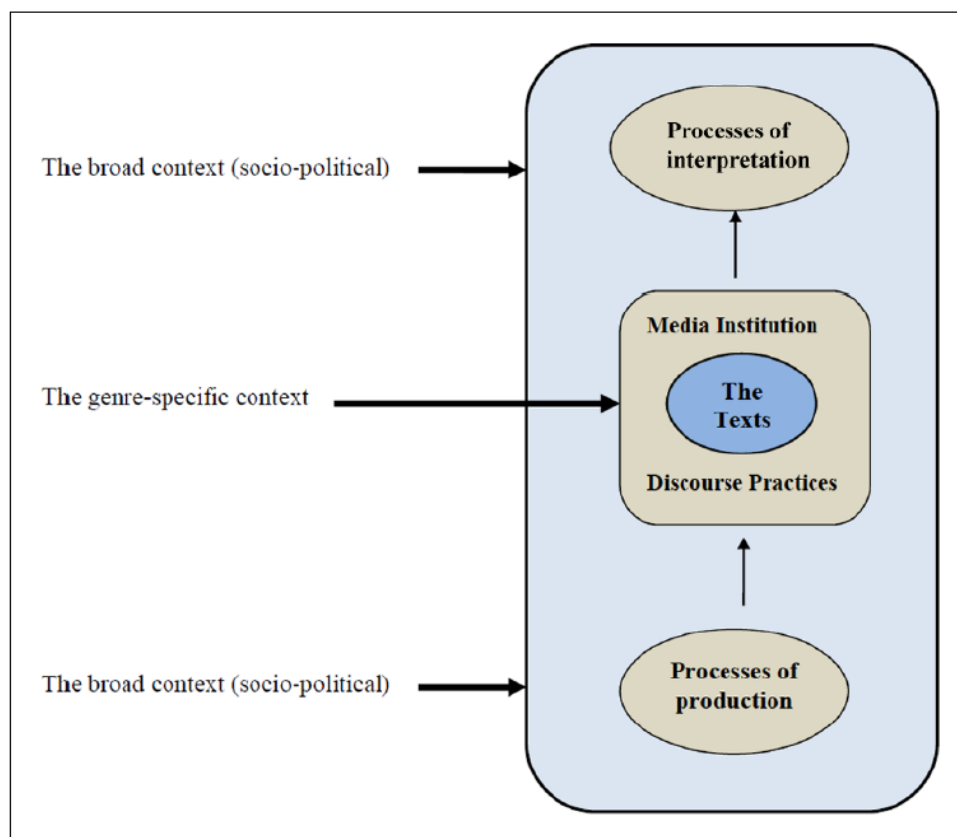 Processes of
interpretation
The broad context (socio-political)
Media Institution
The genre-specific context
The
Texts
Discourse Practices
The broad context (socio-political)
Processes of
production